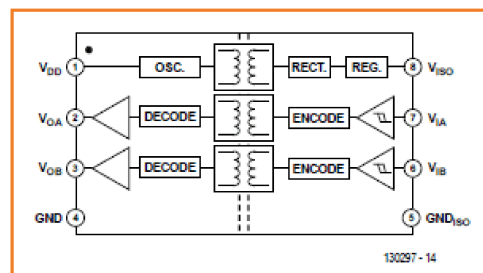 VDD 1 OSC. RECT. REG. 8 VISO
VOA 2 DECODE ENCODE 7 VIA
VOB 3 DECODE ENCODE 6 VIB
GND 4 5 GNDISO
130297 - 14